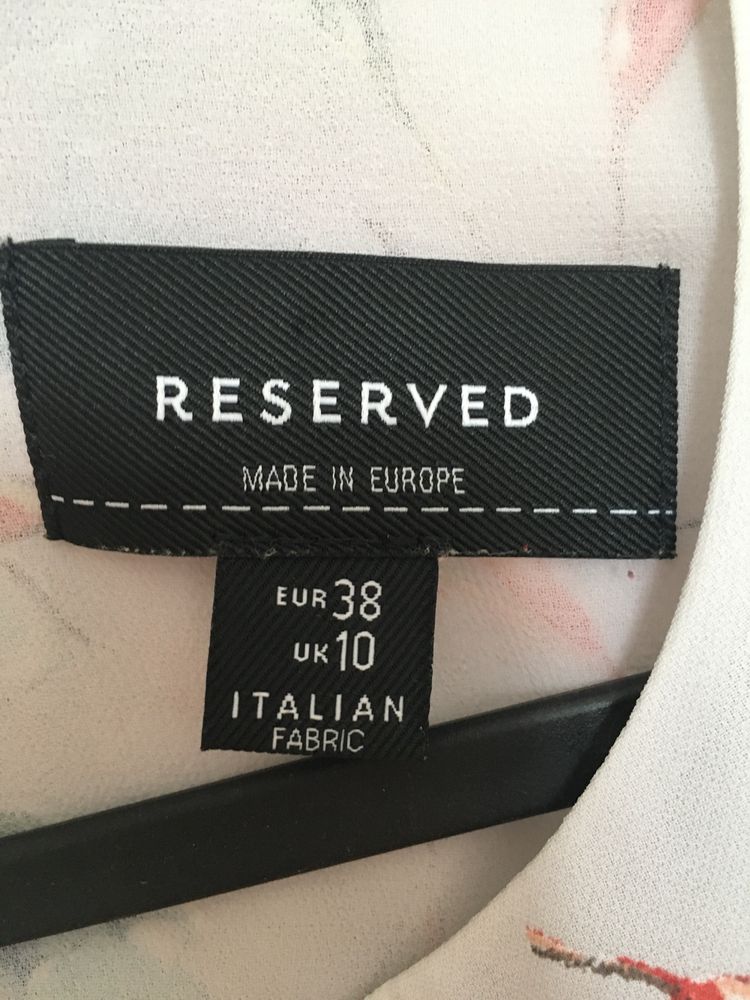 RESERVED
MADE IN EUROPE
EUR 38
UK 10
ITALIAN
FABRIC